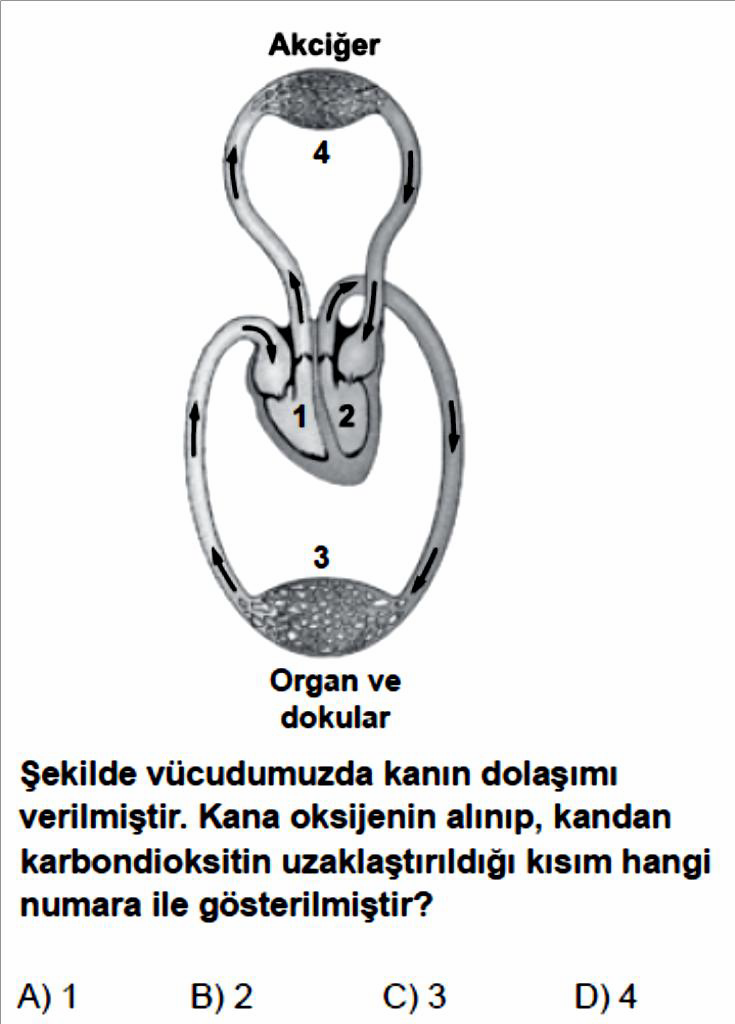 Akciğer
4
1 2
3
Organ ve
dokular
Şekilde vücudumuzda kanın dolaşımı
verilmiştir. Kana oksijenin alınıp, kandan
karbondioksitin uzaklaştırıldığı kısım hangi
numara ile gösterilmiştir?
A) 1 B) 2 C) 3 D) 4